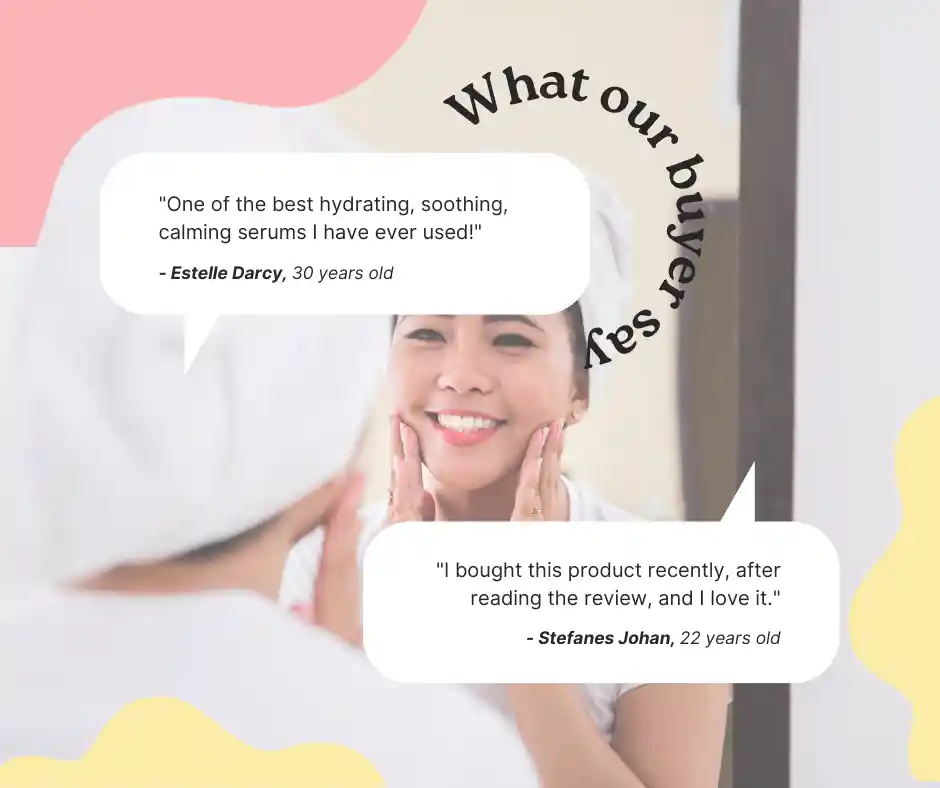 What our buyer say
"One of the best hydrating, soothing,
calming serums I have ever used!"
- Estelle Darcy, 30 years old
"I bought this product recently, after
reading the review, and I love it."
- Stefanes Johan, 22 years old